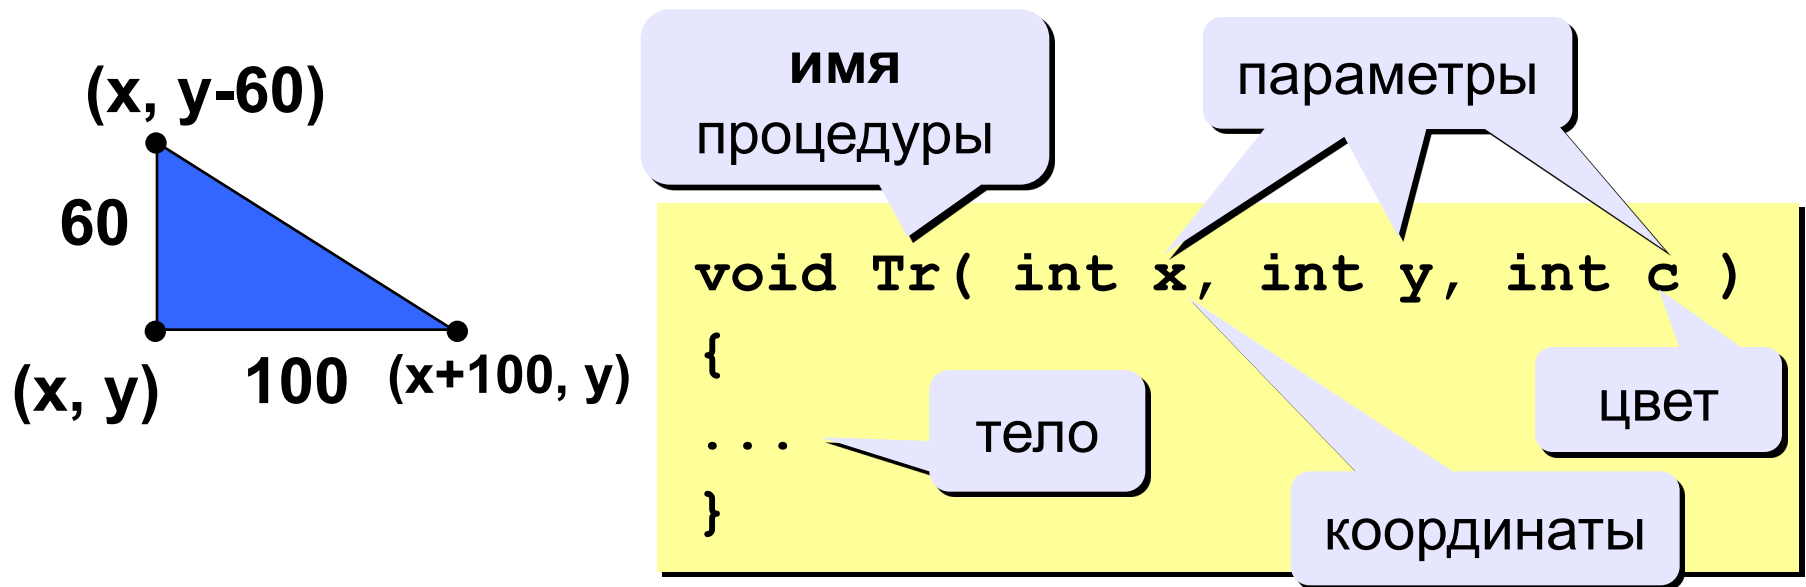 (x, y-60)
60
(x, y)
100
(x+100, y)
имя
процедуры
параметры
void Tr( int x, int y, int c )
{
...
}
тело
цвет
координаты